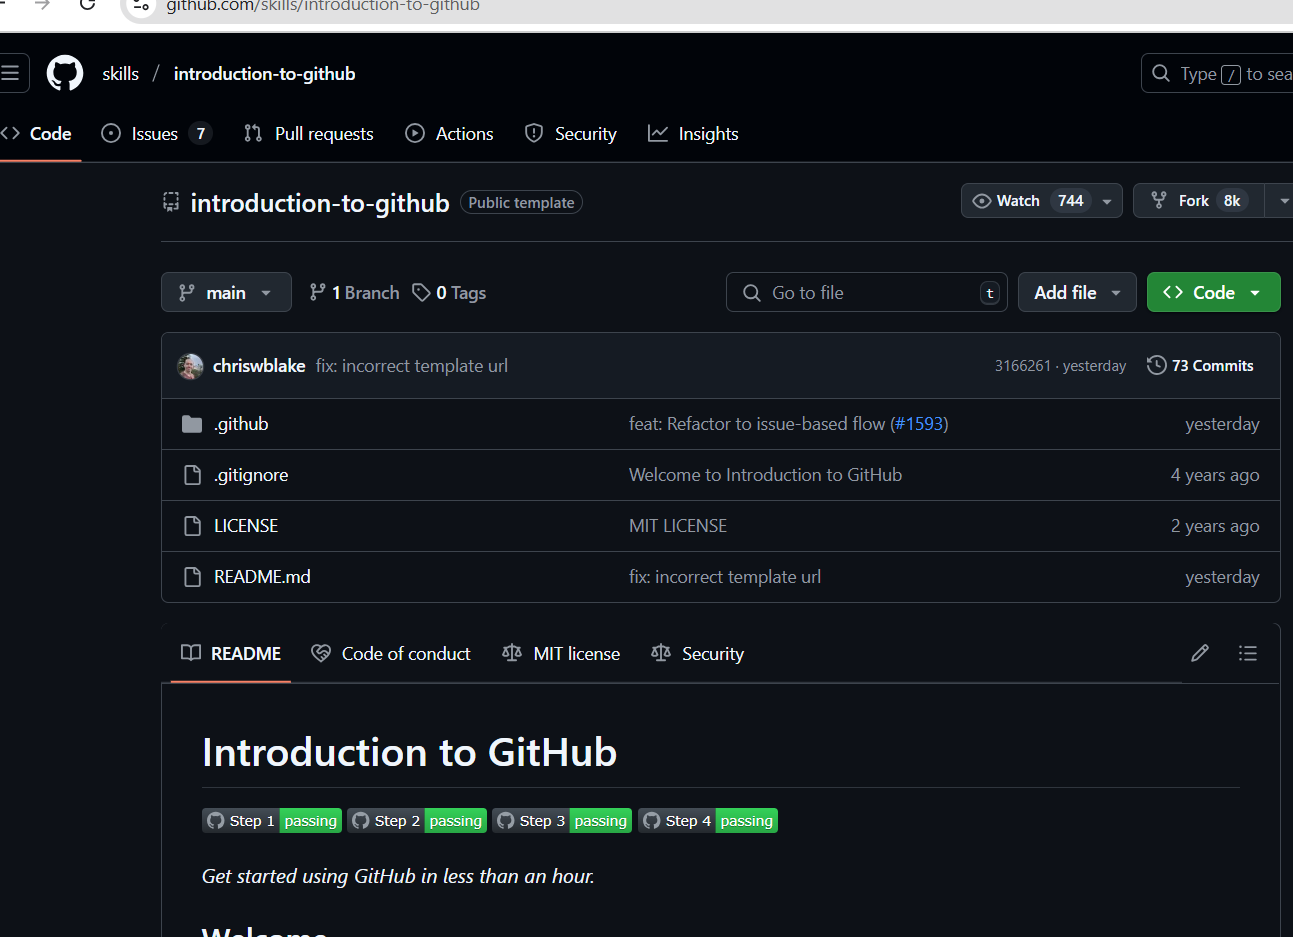 github.com/skills/introduction-to-github
skills / introduction-to-github
Type / to sea
Code Issues 7 Pull requests Actions Security Insights
introduction-to-github Public template Watch 744 Fork 8k
main 1 Branch 0 Tags Go to file t Add file Code
chriswblake fix: incorrect template url 3166261 · yesterday 73 Commits
.github feat: Refactor to issue-based flow (#1593) yesterday
.gitignore Welcome to Introduction to GitHub 4 years ago
LICENSE MIT LICENSE 2 years ago
README.md fix: incorrect template url yesterday
README Code of conduct MIT license Security
Introduction to GitHub
Step 1 passing Step 2 passing Step 3 passing Step 4 passing
Get started using GitHub in less than an hour.
Welcome